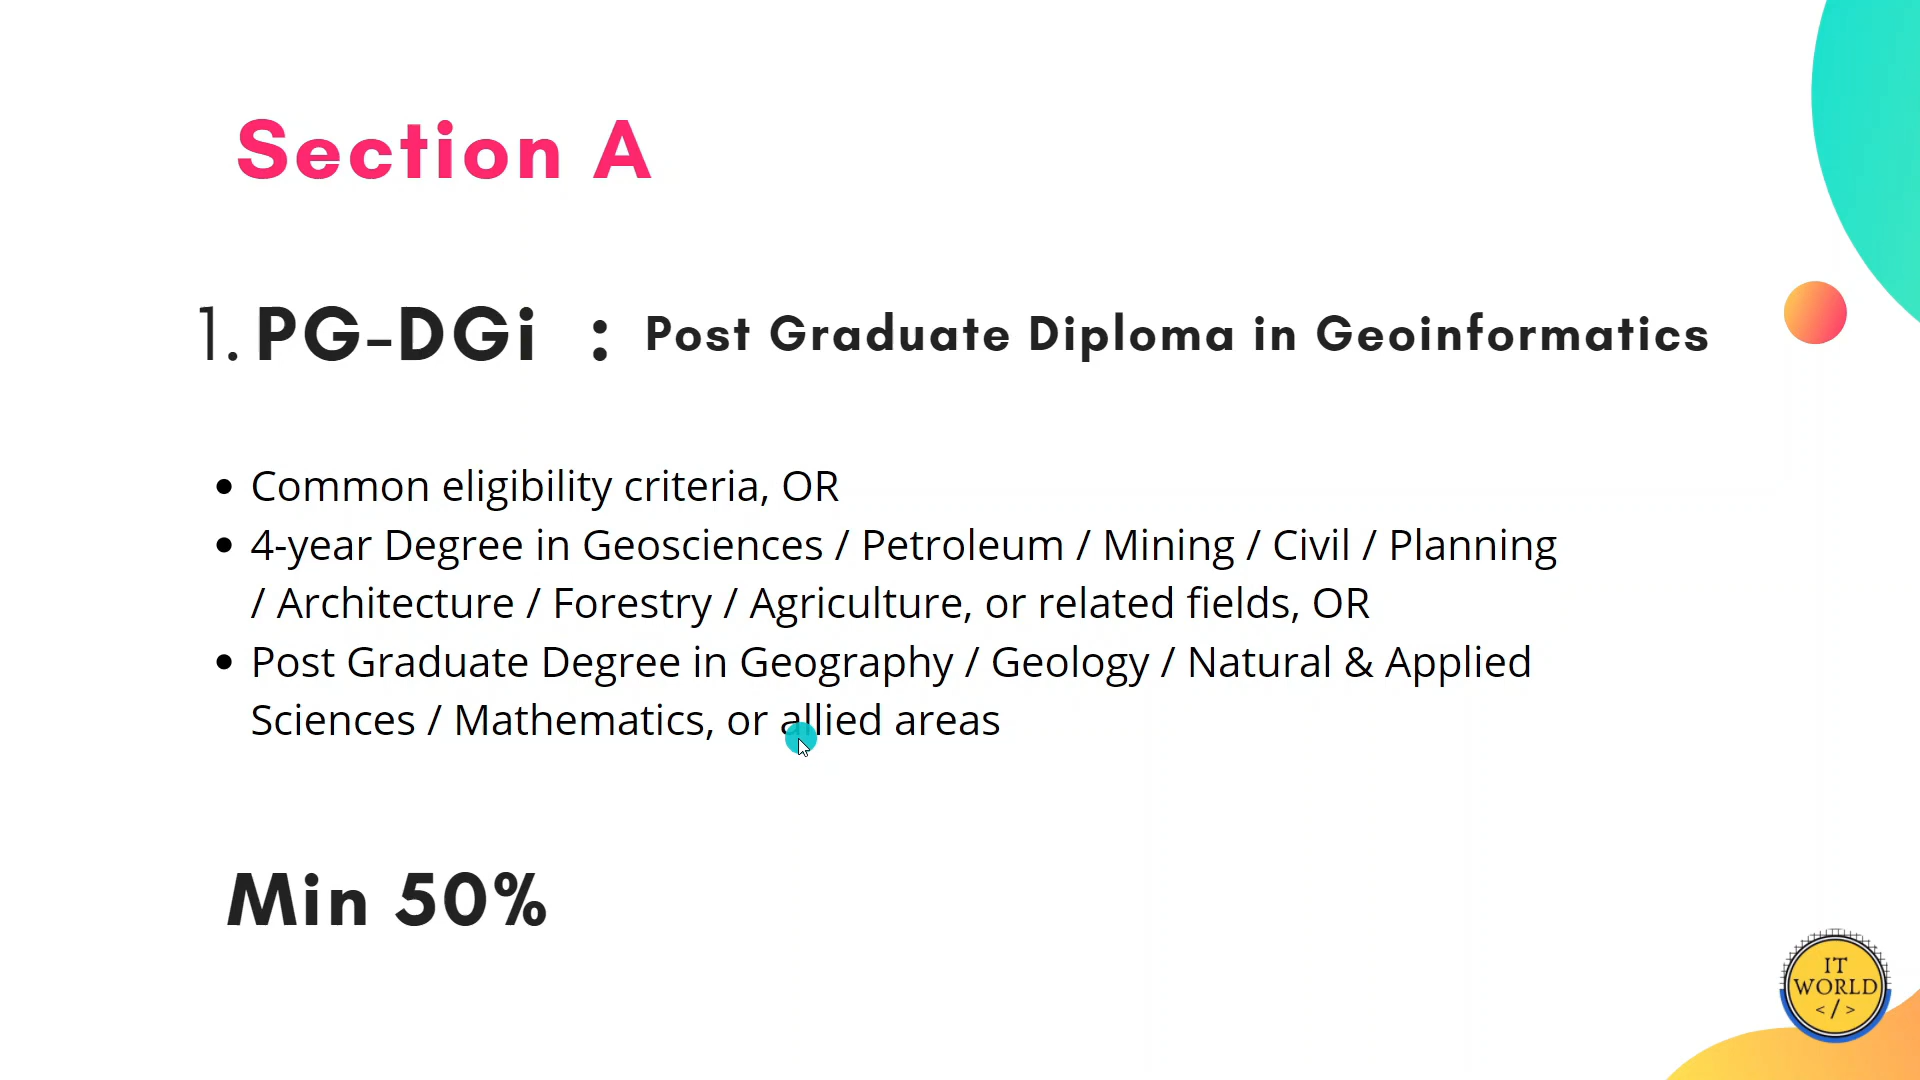 Section A
1. PG-DGi : Post Graduate Diploma in Geoinformatics
• Common eligibility criteria, OR
• 4-year Degree in Geosciences / Petroleum / Mining / Civil / Planning
/ Architecture / Forestry / Agriculture, or related fields, OR
• Post Graduate Degree in Geography / Geology / Natural & Applied
Sciences / Mathematics, or allied areas
Min 50%
IT
WORLD
</>